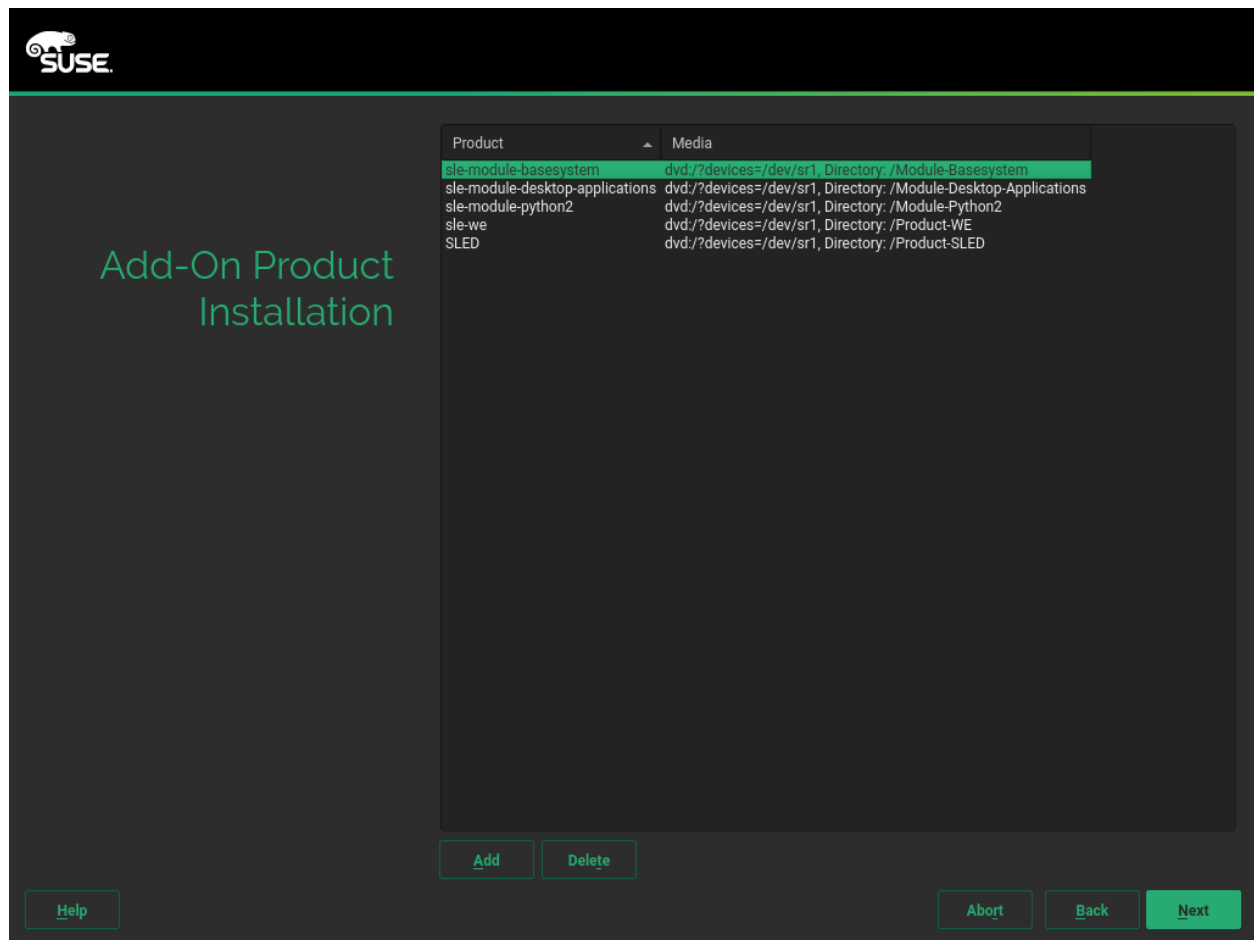 SUSE.
Product Media
sle-module-basesystem dvd:/?devices=/dev/sr1, Directory: /Module-Basesystem
sle-module-desktop-applications dvd:/?devices=/dev/sr1, Directory: /Module-Desktop-Applications
sle-module-python2 dvd:/?devices=/dev/sr1, Directory: /Module-Python2
sle-we dvd:/?devices=/dev/sr1, Directory: /Product-WE
SLED dvd:/?devices=/dev/sr1, Directory: /Product-SLED
Add-On Product
Installation
Add Delete
Help Abort Back Next